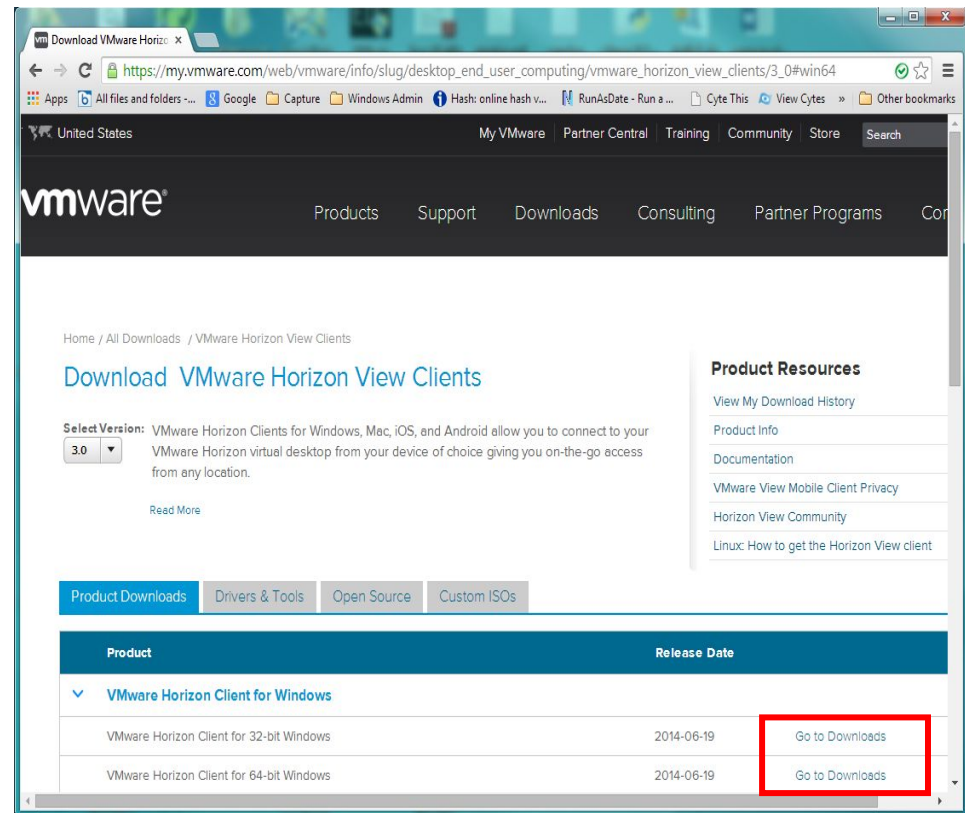 Download VMware Horizo
https://my.vmware.com/web/vmware/info/slug/desktop_end_user_computing/vmware_horizon_view_clients/3_0#win64
Apps All files and folders -... Google Capture Windows Admin Hash: online hash v... RunAsDate - Run a ... Cyte This View Cytes » Other bookmarks
United States My VMware Partner Central Training Community Store Search
vmware®
Products Support Downloads Consulting Partner Programs Cor
Home / All Downloads / VMware Horizon View Clients
Download VMware Horizon View Clients
Select Version:
3.0
VMware Horizon Clients for Windows, Mac, iOS, and Android allow you to connect to your
VMware Horizon virtual desktop from your device of choice giving you on-the-go access
from any location.
Read More
Product Resources
View My Download History
Product Info
Documentation
VMware View Mobile Client Privacy
Horizon View Community
Linux: How to get the Horizon View client
Product Downloads Drivers & Tools Open Source Custom ISOs
Product Release Date
VMware Horizon Client for Windows
VMware Horizon Client for 32-bit Windows 2014-06-19 Go to Downloads
VMware Horizon Client for 64-bit Windows 2014-06-19 Go to Downloads